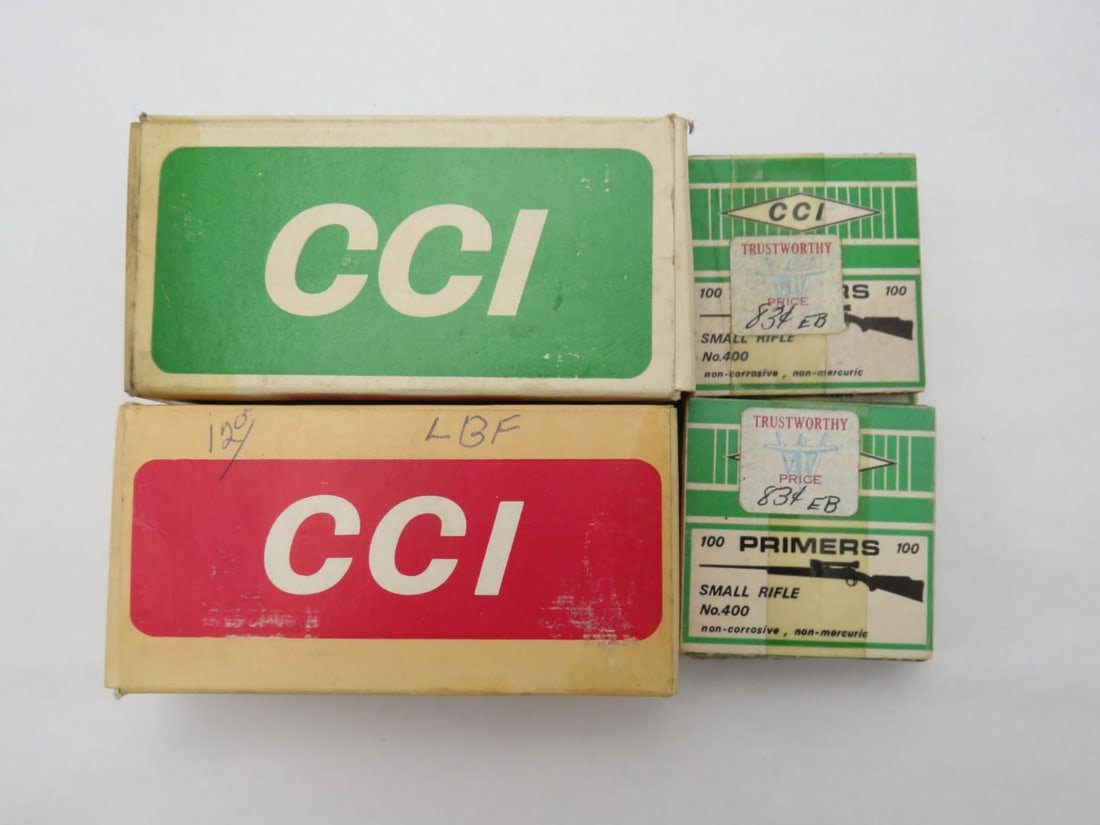 CCI
CCI
TRUSTWORTHY
100 RS 100
PRICE
83¢ EB
SMALL RIFLE
No.400
non-corrosive, non-mercuric
LBF
CCI
TRUSTWORTHY
PRICE
83¢ EB
100 PRIMERS 100
SMALL RIFLE
No.400
non-corrosive, non-mercuric